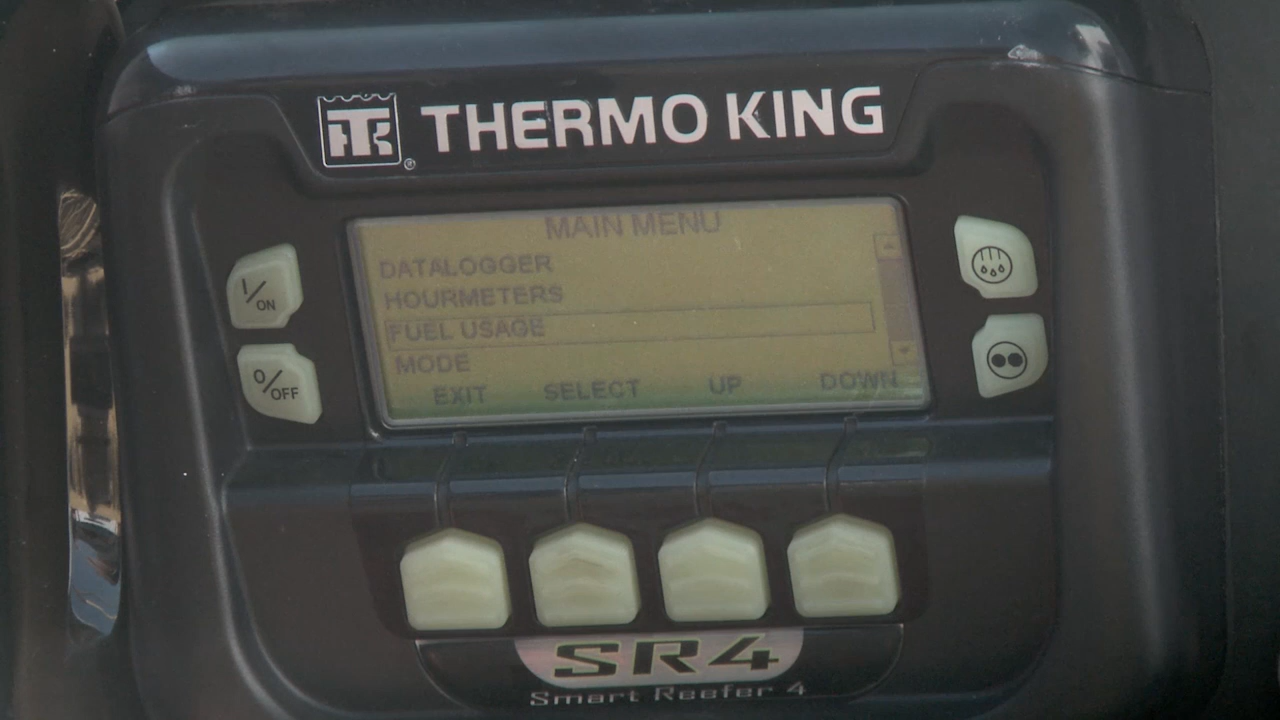 TK ®
THERMO KING
MAIN MENU
DATALOGGER
HOURMETERS
FUEL USAGE
MODE
EXIT SELECT UP DOWN
I/ON
O/OFF
SR4
Smart Reefer 4